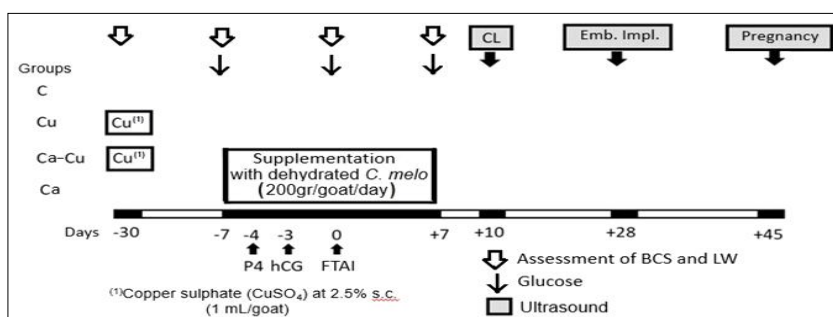 CL Emb. Impl. Pregnancy
Groups
C
Cu Cu(1)
Ca-Cu Cu(1) Supplementation
with dehydrated C. melo
Ca (200gr/goat/day)
Days -30 -7 -4 -3 0 +7 +10 +28 +45
P4 hCG FTAI
Assessment of BCS and LW
Glucose
Ultrasound
(1)Copper sulphate (CuSO4) at 2.5% s.c.
(1 mL/goat)